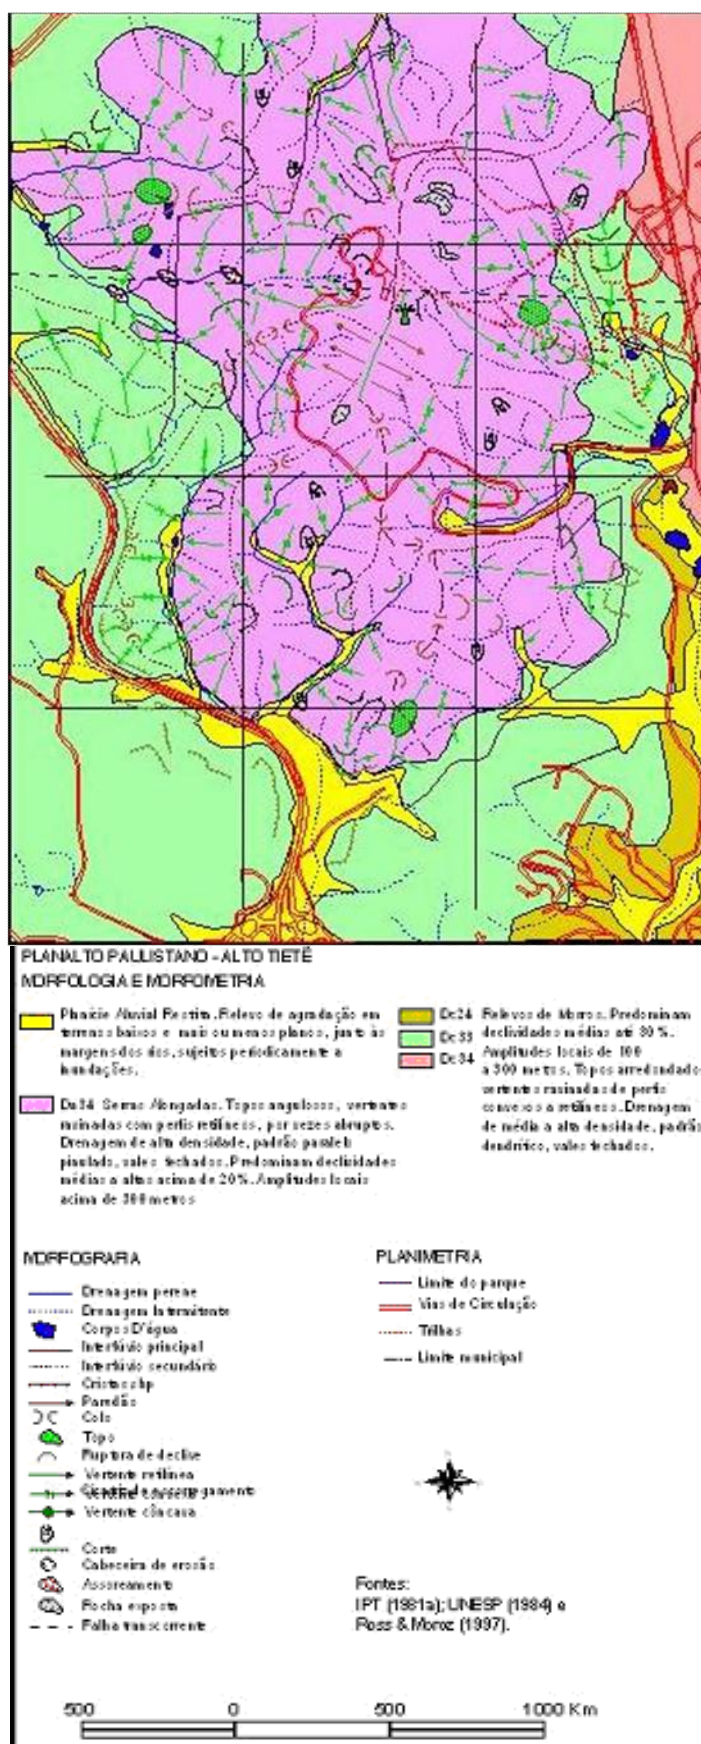 PLANALTO PAULISTANO - ALTO TIETÊ
MORFOLOGIA E MORFOMETRIA
Planície Aluvial Restita. Relevo de agradação em
terrenos baixos e mais ou menos planos, junto às
margens dos rios, sujeitos periodicamente a
inundações.
Dc34 Serras Alongadas. Topos angulosos, vertentes
ravinadas com perfis retilíneos, por vezes abruptos.
Drenagem de alta densidade, padrão paralelo
pinulado, vales fechados. Predominam declividades
médias a altas acima de 20%. Amplitudes locais
acima de 300 metros
Dc24 Relevos de Morros. Predominam
Dc33 declividades médias até 30%.
Dc34 Amplitudes locais de 100
a 300 metros. Topos arredondados
vertentes ravinadas de perfis
convexos a retilíneos. Drenagem
de média a alta densidade, padrão
dendrítico, vales fechados.
MORFOGRAFIA
Drenagem perene
Drenagem Intermitente
Corpos D'água
Interflúvio principal
Interflúvio secundário
Paredão
Colo
Topo
Ruptura de declive
Vertente retilínea
Vertente côncava
Corte
Cabeceira de erosão
Assoreamento
Rocha exposta
Falha transcorrente
PLANIMETRIA
Limite do parque
Vias de Circulação
Trilhas
Limite municipal
Fontes:
IPT (1981a); UNESP (1984) e
Ross & Moroz (1997).
500 0 500 1000 Km